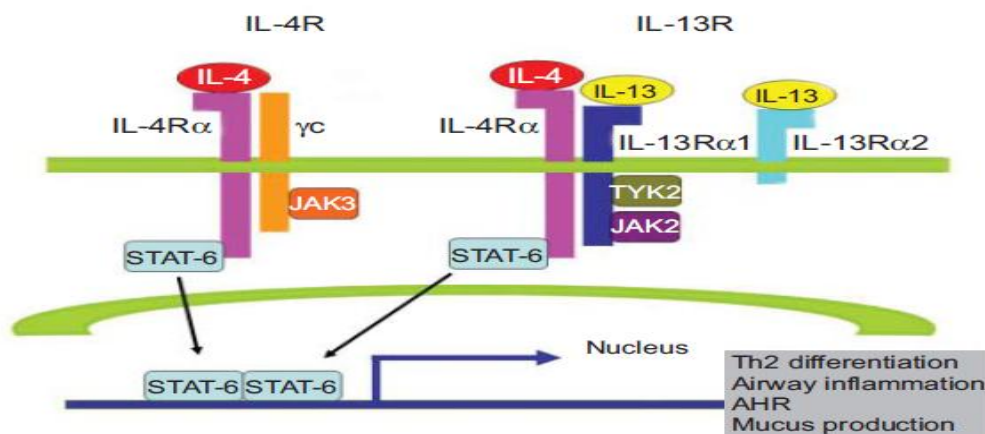 IL-4R
IL-13R
IL-4
IL-4
IL-13
IL-13
IL-4Rα
γc
IL-4Rα
IL-13Rα1
IL-13Rα2
JAK3
TYK2
JAK2
STAT-6
STAT-6
Nucleus
STAT-6
STAT-6
Th2 differentiation
Airway inflammation
AHR
Mucus production